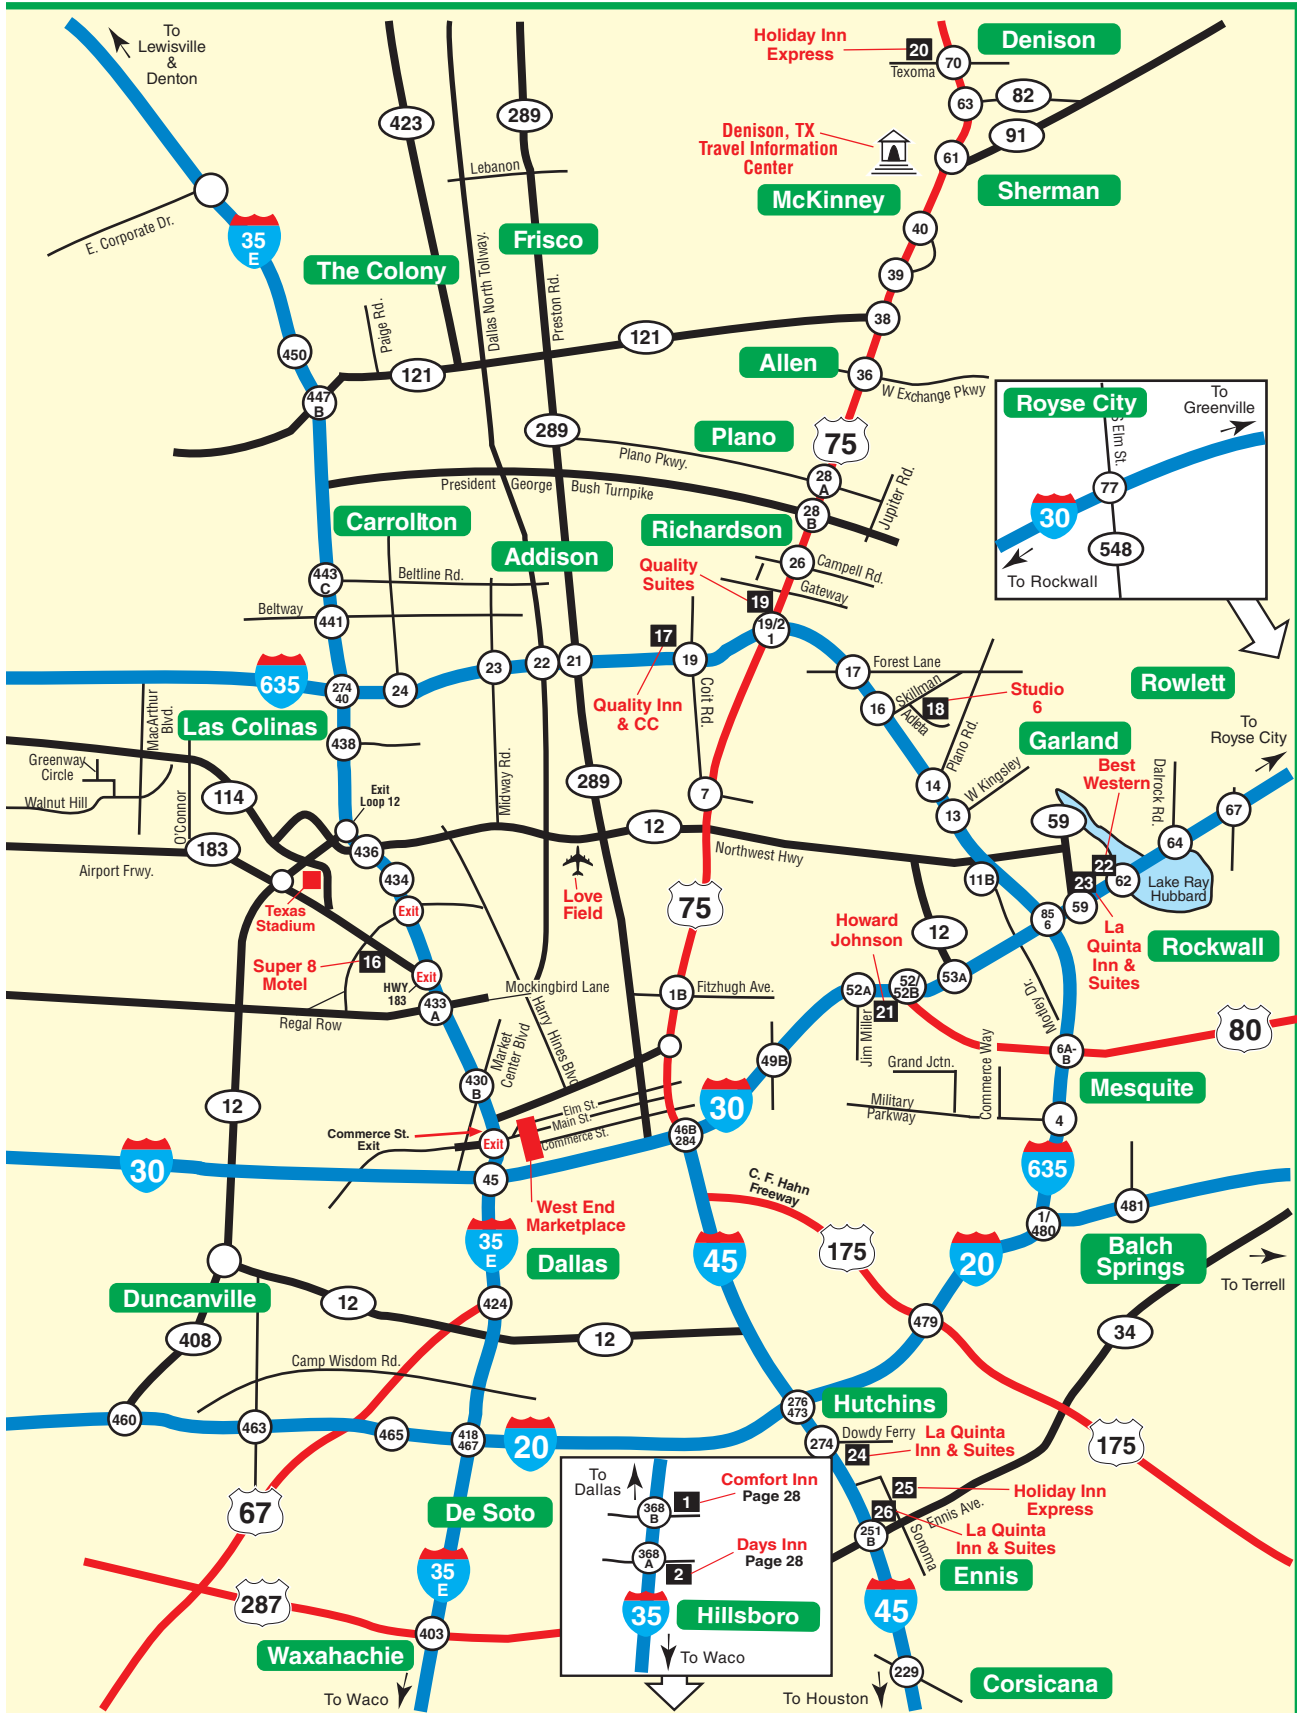 To
Lewisville
&
Denton
Holiday Inn
Express
20
Texoma
70
Denison
63
82
91
61
Denison, TX
Travel Information
Center
McKinney
Sherman
423
289
Lebanon
E. Corporate Dr.
35
E
The Colony
Frisco
Dallas North Tollway.
Preston Rd.
Paige Rd.
40
39
38
121
121
450
447
B
Allen
36
W Exchange Pkwy
75
Plano
289
Plano Pkwy.
28
A
28
B
Jupiter Rd.
President George Bush Turnpike
Royse City
To
Greenville
S Elm St.
77
30
548
To Rockwall
Carrollton
Addison
Richardson
Quality
Suites
19
26
Campell Rd.
Gateway
443
C
Beltline Rd.
Beltway
441
17
19/2
1
635
274
40
24
23
22
21
19
Quality Inn
& CC
Coit Rd.
17
Forest Lane
16
Skillman
Adleta
18
Studio
6
Plano Rd.
Rowlett
To
Royse City
Las Colinas
MacArthur
Blvd.
438
Greenway
Circle
Walnut Hill
O'Connor
114
Exit
Loop 12
Midway Rd.
289
7
14
13
W Kingsley
Garland
Best
Western
Dalrock Rd.
67
183
Airport Frwy.
436
12
Northwest Hwy
59
64
434
Texas
Stadium
Love
Field
75
11B
22
23
62
59
Lake Ray
Hubbard
Exit
85
6
Howard
Johnson
12
La
Quinta
Inn &
Suites
Rockwall
Super 8
Motel
16
Exit
HWY
183
433
A
Mockingbird Lane
Regal Row
Harry Hines Blvd
Market
Center Blvd
1B
Fitzhugh Ave.
52A
52/
52B
53A
21
Jim Miller
Motley Dr.
80
49B
6A-
B
Grand Jctn.
Commerce Way
Military
Parkway
Mesquite
4
12
430
B
Elm St.
Main St.
Commerce St.
Commerce St.
Exit
Exit
30
46B
284
30
45
635
West End
Marketplace
C. F. Hahn
Freeway
35
E
Dallas
45
175
20
1/
480
481
Balch
Springs
To Terrell
Duncanville
12
424
408
12
479
34
Camp Wisdom Rd.
460
463
465
418
467
20
276
473
Hutchins
274
Dowdy Ferry
24
La Quinta
Inn & Suites
175
67
De Soto
To
Dallas
368
B
1
Comfort Inn
Page 28
368
A
2
Days Inn
Page 28
35
Hillsboro
To Waco
25
Holiday Inn
Express
26
Ennis Ave.
Sonoma
La Quinta
Inn & Suites
251
B
Ennis
35
E
287
403
Waxahachie
To Waco
45
229
To Houston
Corsicana